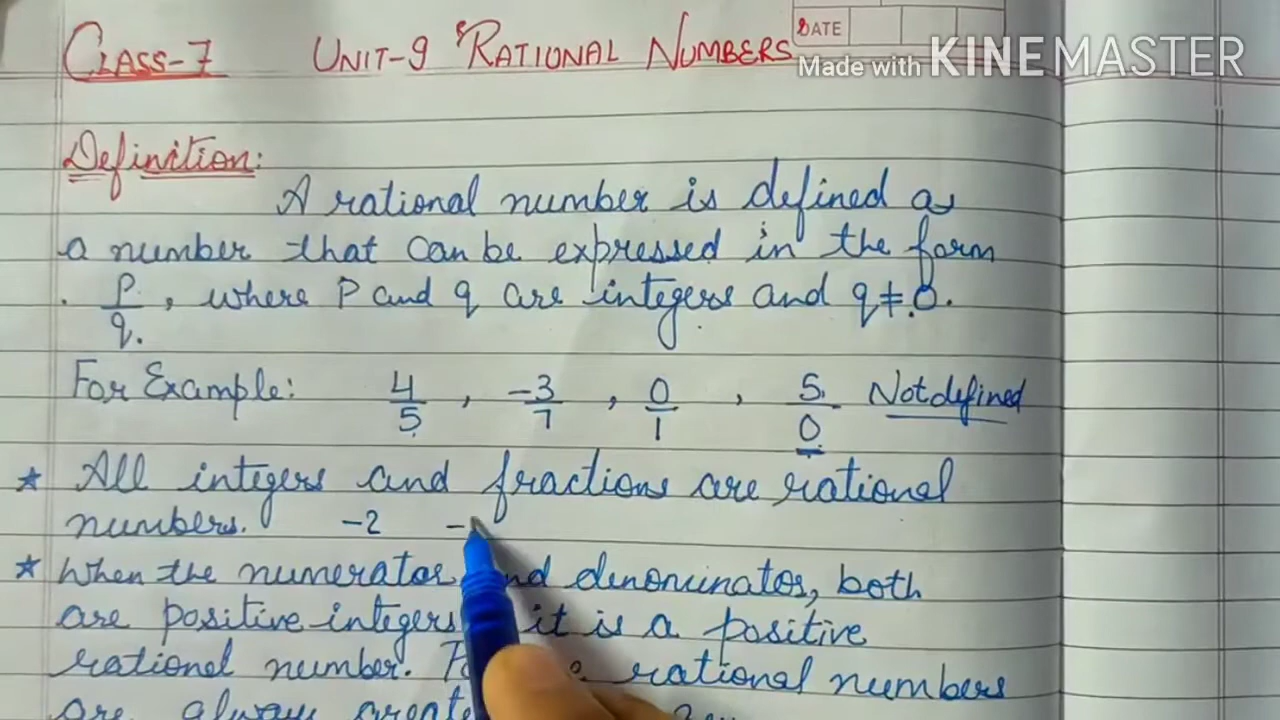 CLASS-7 UNIT-9 RATIONAL NUMBERS
DATE
Made with KINEMASTER
Definition:
A rational number is defined as
a number that can be expressed in the form
p/q, where P and q are integers and q≠0.
For Example: 4/5, -3/7, 0/1, 5/0 Not defined
★ All integers and fractions are rational
numbers. -2 -
★ When the numerator and denominator, both
are positive integers it is a positive
rational number. rational numbers
are always